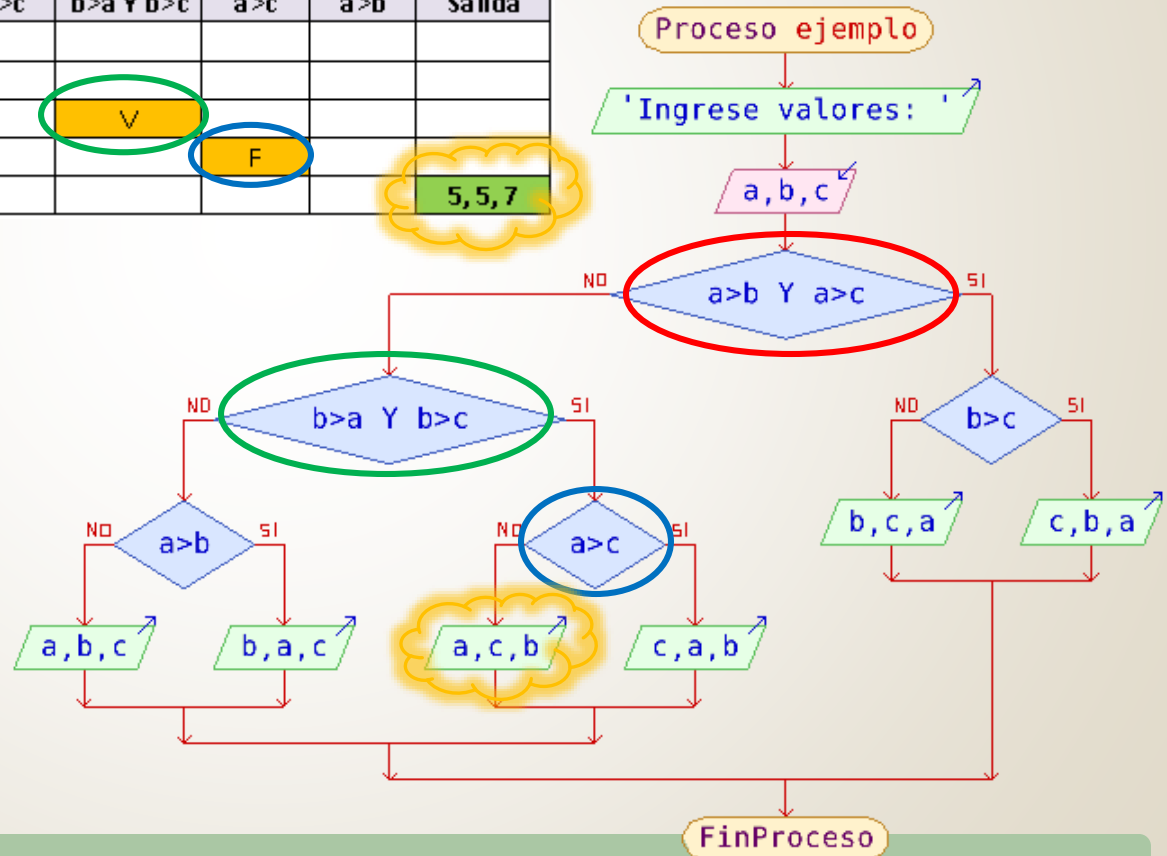 >c b>a Y b>c a>c a>b Salida
V
F
5,5,7
Proceso ejemplo
'Ingrese valores: '
a,b,c
NO a>b Y a>c SI
NO b>a Y b>c SI
NO b>c SI
b,c,a c,b,a
NO a>b SI
NO a>c SI
a,b,c b,a,c a,c,b c,a,b
FinProceso